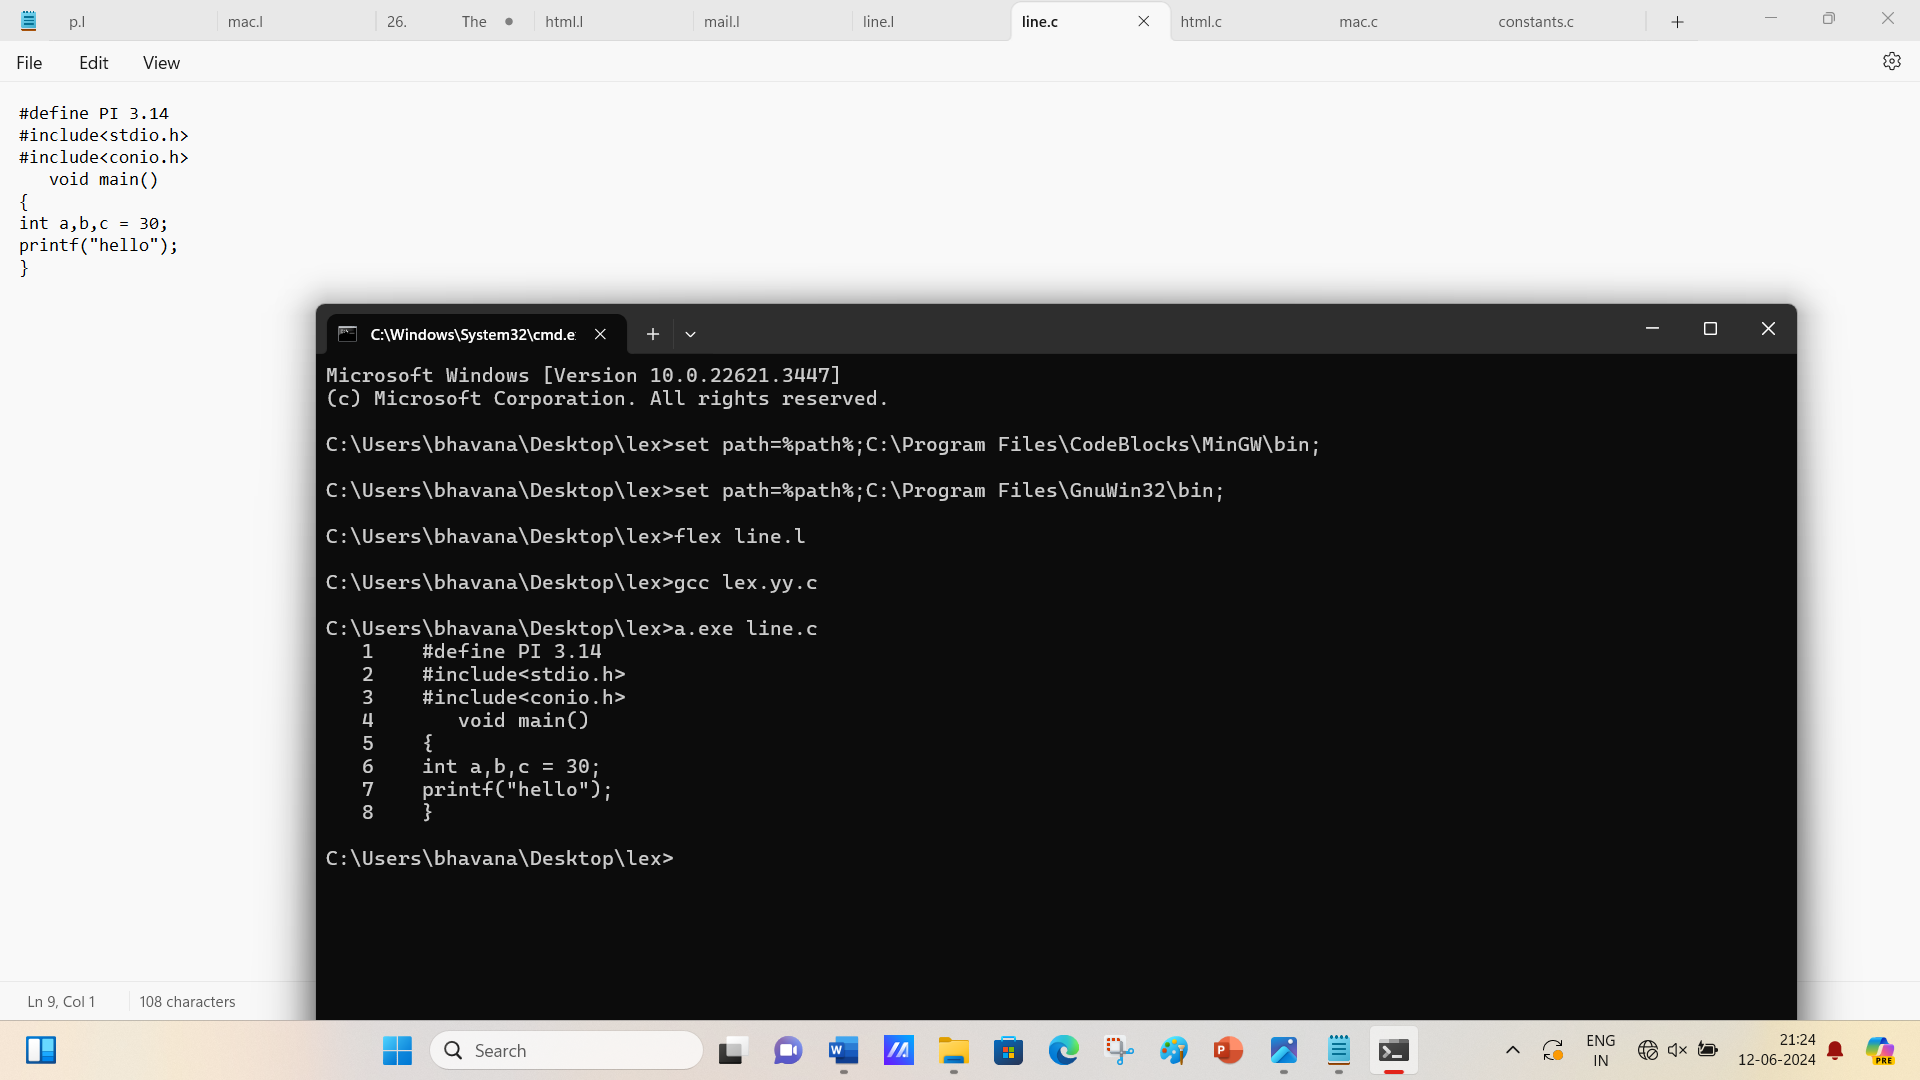 p.l mac.l 26. The html.l mail.l line.l line.c html.c mac.c constants.c
File Edit View
#define PI 3.14
#include<stdio.h>
#include<conio.h>
   void main()
{
int a,b,c = 30;
printf("hello");
}
C:\Windows\System32\cmd.e
Microsoft Windows [Version 10.0.22621.3447]
(c) Microsoft Corporation. All rights reserved.
C:\Users\bhavana\Desktop\lex>set path=%path%;C:\Program Files\CodeBlocks\MinGW\bin;
C:\Users\bhavana\Desktop\lex>set path=%path%;C:\Program Files\GnuWin32\bin;
C:\Users\bhavana\Desktop\lex>flex line.l
C:\Users\bhavana\Desktop\lex>gcc lex.yy.c
C:\Users\bhavana\Desktop\lex>a.exe line.c
   1    #define PI 3.14
   2    #include<stdio.h>
   3    #include<conio.h>
   4       void main()
   5    {
   6    int a,b,c = 30;
   7    printf("hello");
   8    }
C:\Users\bhavana\Desktop\lex>
Ln 9, Col 1 108 characters
Search
ENG
IN
21:24
12-06-2024
W
P
PRE